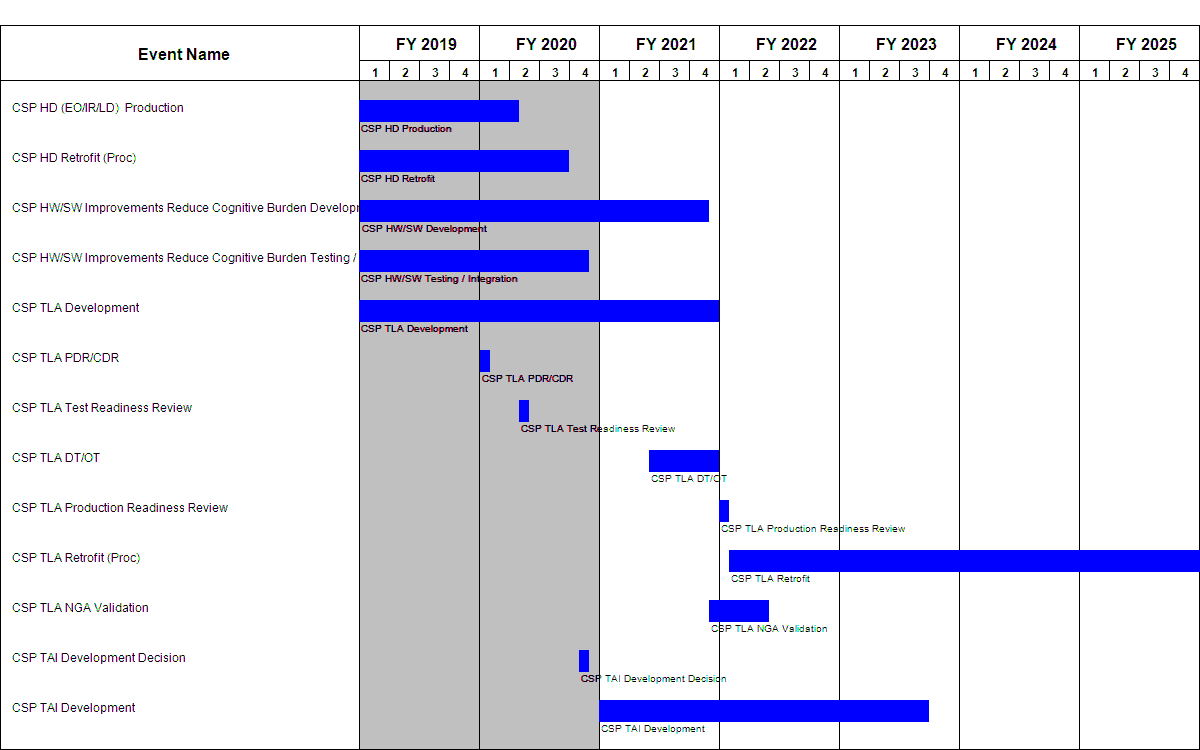 Event Name FY 2019 FY 2020 FY 2021 FY 2022 FY 2023 FY 2024 FY 2025
1 2 3 4 1 2 3 4 1 2 3 4 1 2 3 4 1 2 3 4 1 2 3 4 1 2 3 4
CSP HD (EO/IR/LD) Production
CSP HD Production
CSP HD Retrofit (Proc)
CSP HD Retrofit
CSP HW/SW Improvements Reduce Cognitive Burden Develop
CSP HW/SW Development
CSP HW/SW Improvements Reduce Cognitive Burden Testing /
CSP HW/SW Testing / Integration
CSP TLA Development
CSP TLA Development
CSP TLA PDR/CDR
CSP TLA PDR/CDR
CSP TLA Test Readiness Review
CSP TLA Test Readiness Review
CSP TLA DT/OT
CSP TLA DT/OT
CSP TLA Production Readiness Review
CSP TLA Production Readiness Review
CSP TLA Retrofit (Proc)
CSP TLA Retrofit
CSP TLA NGA Validation
CSP TLA NGA Validation
CSP TAI Development Decision
CSP TAI Development Decision
CSP TAI Development
CSP TAI Development